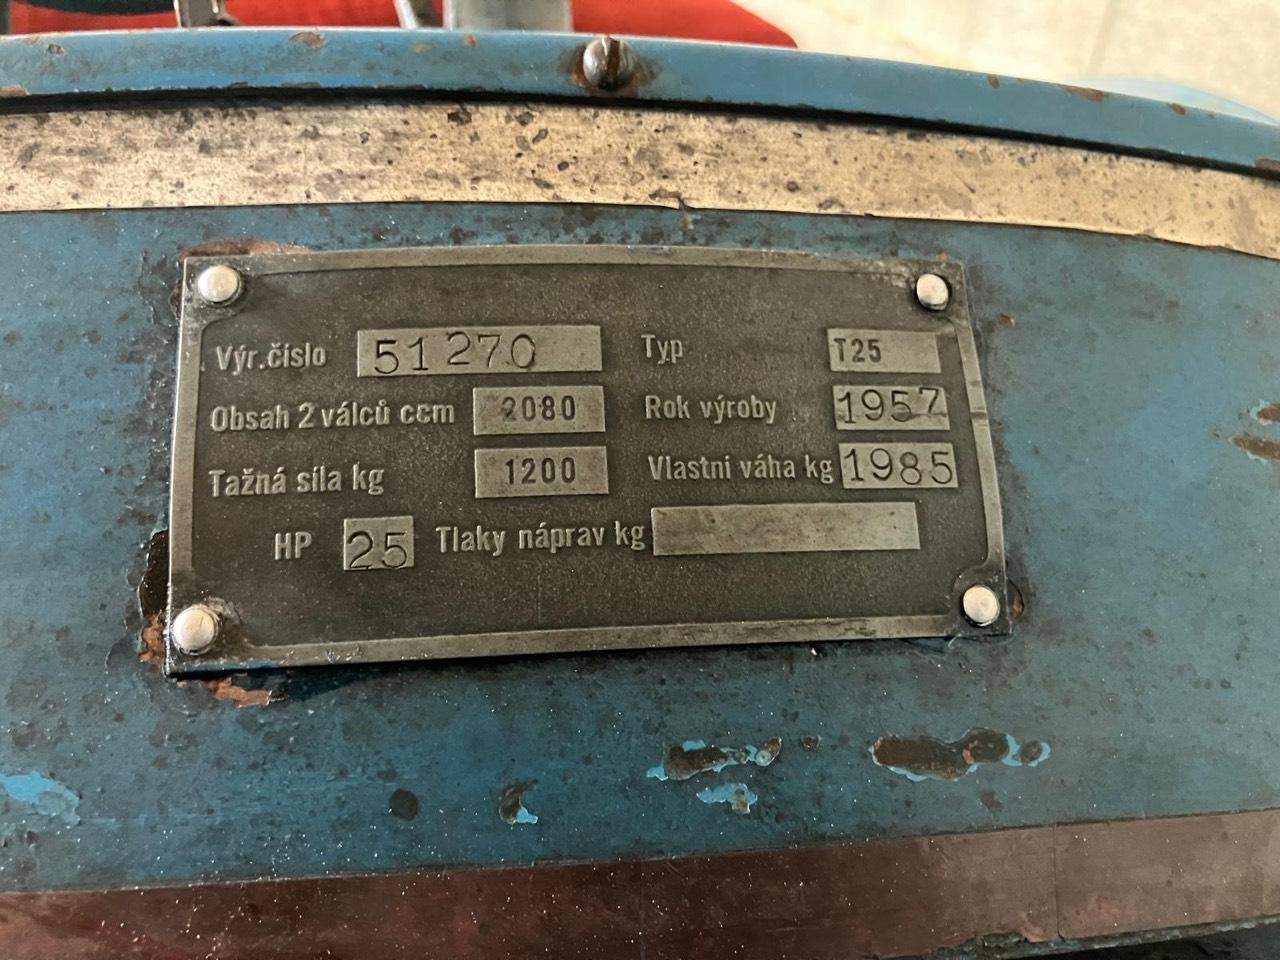 Výr.číslo 51270 Typ T25
Obsah 2 válců ccm 2080 Rok výroby 1957
Tažná síla kg 1200 Vlastní váha kg 1985
HP 25 Tlaky náprav kg